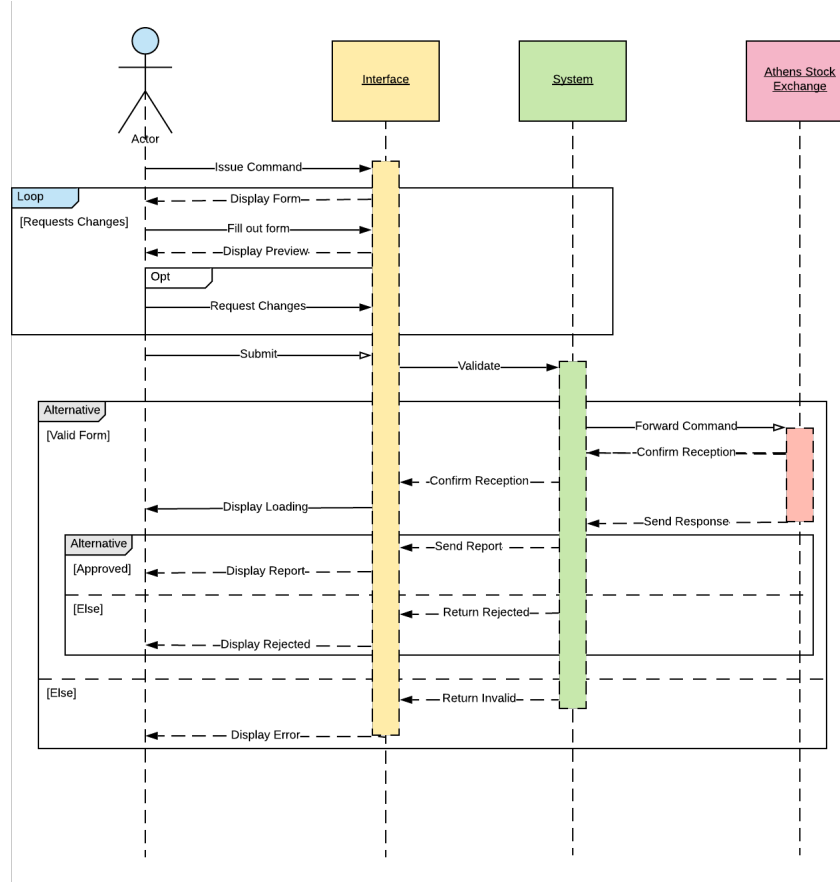 Interface
System
Athens Stock
Exchange
Actor
Issue Command
Loop
Display Form
[Requests Changes]
Fill out form
Display Preview
Opt
Request Changes
Submit
Validate
Alternative
[Valid Form]
Forward Command
Confirm Reception
Confirm Reception
Display Loading
Send Response
Alternative
Send Report
[Approved]
Display Report
[Else]
Return Rejected
Display Rejected
[Else]
Return Invalid
Display Error